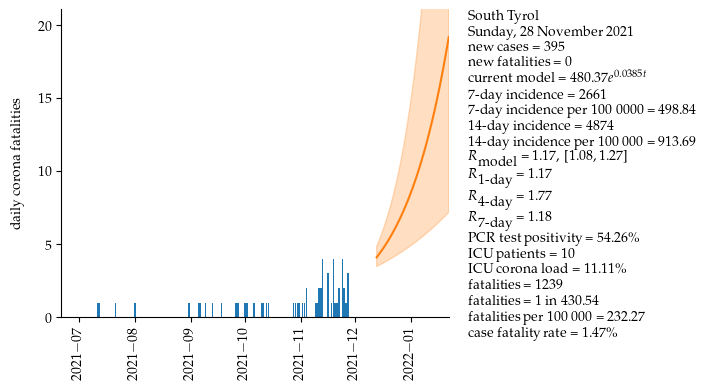 20
15
10
5
0
daily corona fatalities
2021−07
2021−08
2021−09
2021−10
2021−11
2021−12
2022−01
South Tyrol
Sunday, 28 November 2021
new cases = 395
new fatalities = 0
current model = 480.37e^0.0385t
7-day incidence = 2661
7-day incidence per 100 0000 = 498.84
14-day incidence = 4874
14-day incidence per 100 000 = 913.69
R_model = 1.17, [1.08, 1.27]
R_1-day = 1.17
R_4-day = 1.77
R_7-day = 1.18
PCR test positivity = 54.26%
ICU patients = 10
ICU corona load = 11.11%
fatalities = 1239
fatalities = 1 in 430.54
fatalities per 100 000 = 232.27
case fatality rate = 1.47%